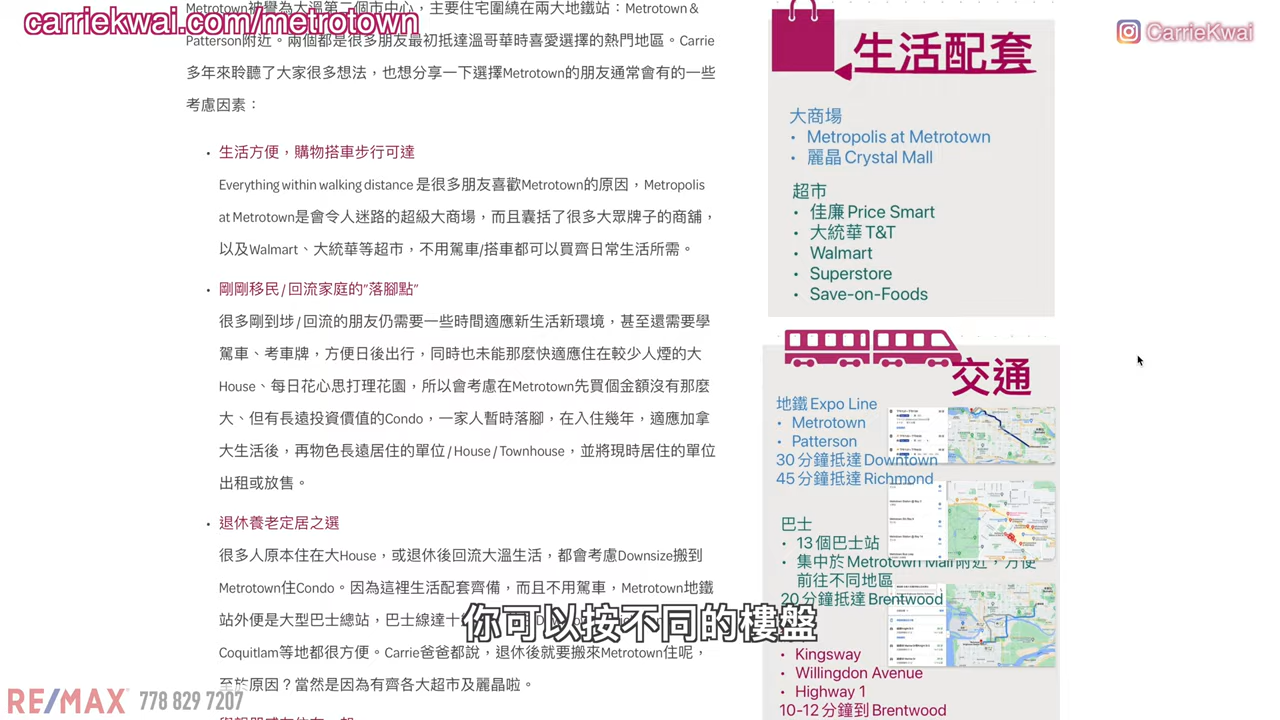 carriekwai.com/metrotown
Metrotown被譽為大溫第二個市中心，主要住宅圍繞在兩大地鐵站：Metrotown &
Patterson附近。兩個都是很多朋友最初抵達溫哥華時喜愛選擇的熱門地區。Carrie
多年來聆聽了大家很多想法，也想分享一下選擇Metrotown的朋友通常會有的一些
考慮因素：
• 生活方便，購物搭車步行可達
Everything within walking distance 是很多朋友喜歡Metrotown的原因，Metropolis
at Metrotown是會令人迷路的超級大商場，而且囊括了很多大眾牌子的商舖，
以及Walmart、大統華等超市，不用駕車/搭車都可以買齊日常生活所需。
• 剛剛移民/回流家庭的"落腳點"
很多剛到埗/回流的朋友仍需要一些時間適應新生活新環境，甚至還需要學
駕車、考車牌，方便日後出行，同時也未能那麼快適應住在較少人煙的大
House、每日花心思打理花園，所以會考慮在Metrotown先買個金額沒有那麼
大、但有長遠投資價值的Condo，一家人暫時落腳，在入住幾年，適應加拿
大生活後，再物色長遠居住的單位/House/Townhouse，並將現時居住的單位
出租或放售。
• 退休養老定居之選
很多人原本住在大House，或退休後回流大溫生活，都會考慮Downsize搬到
Metrotown住Condo。因為這裡生活配套齊備，而且不用駕車，Metrotown地鐵
站外便是大型巴士總站，巴士線達十
Coquitlam等地都很方便。Carrie爸爸都說，退休後就要搬來Metrotown住呢，
至於原因？當然是因為有齊各大超市及麗晶啦。
生活配套
大商場
• Metropolis at Metrotown
• 麗晶 Crystal Mall
超市
• 佳廉 Price Smart
• 大統華 T&T
• Walmart
• Superstore
• Save-on-Foods
交通
地鐵 Expo Line
• Metrotown
• Patterson
30 分鐘抵達 Downtown
45 分鐘抵達 Richmond
巴士
• 13 個巴士站
• 集中於 Metrotown Mall 附近，方便
前往不同地區
20 分鐘抵達 Brentwood
• Kingsway
• Willingdon Avenue
• Highway 1
10-12 分鐘到 Brentwood
CarrieKwai
你可以按不同的樓盤
RE/MAX 778 829 7207